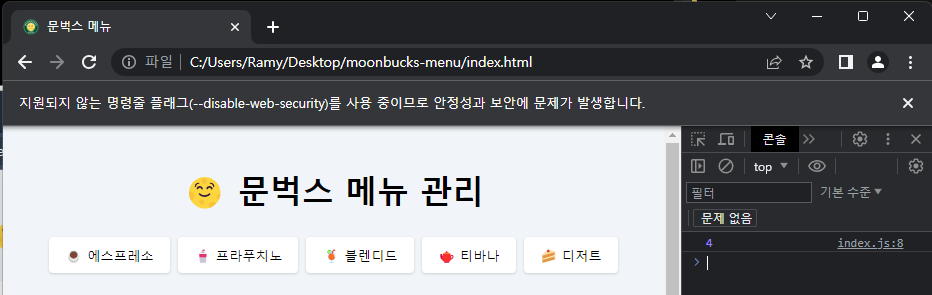 문벅스 메뉴
파일 C:/Users/Ramy/Desktop/moonbucks-menu/index.html
지원되지 않는 명령줄 플래그(--disable-web-security)를 사용 중이므로 안정성과 보안에 문제가 발생합니다.
문벅스 메뉴 관리
에스프레소 프라푸치노 블렌디드 티바나 디저트
콘솔
top
필터 기본 수준
문제 없음
4 index.js:8